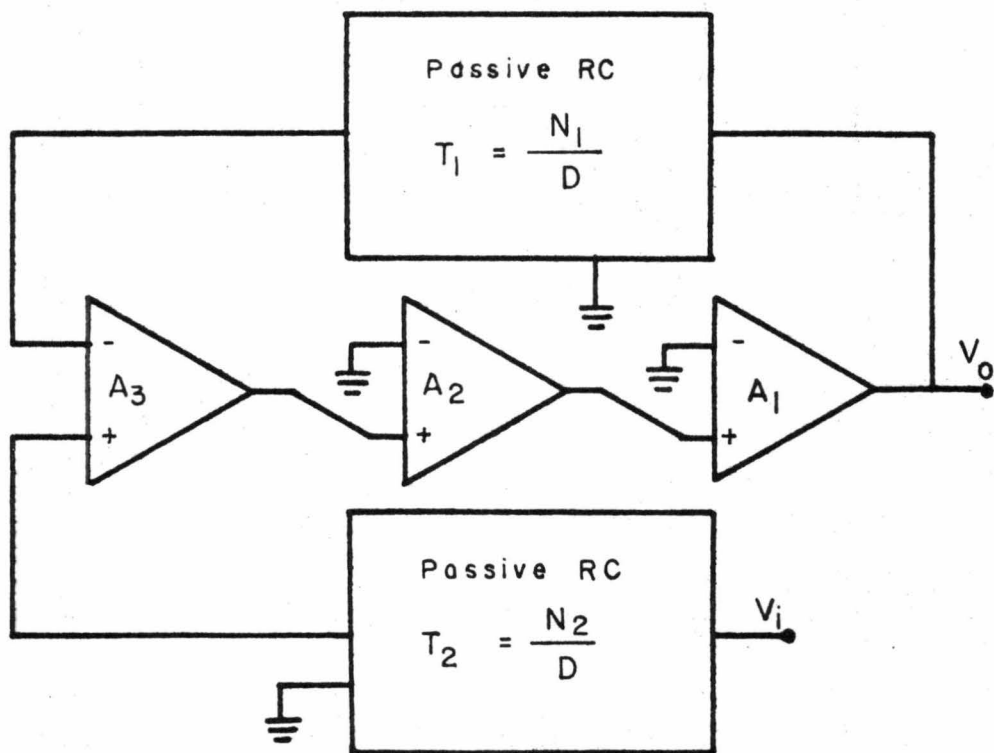 Passive RC
T₁ = N₁/D
-
A₃
+
-
A₂
+
-
A₁
+
Vₒ
Passive RC
T₂ = N₂/D
Vᵢ